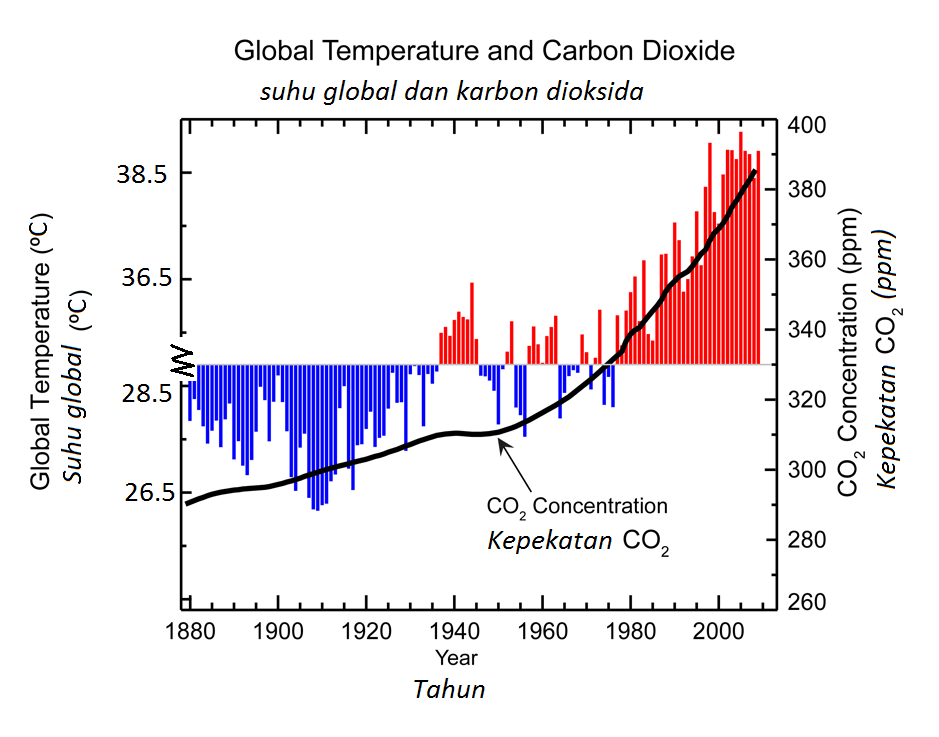 Global Temperature and Carbon Dioxide
suhu global dan karbon dioksida
Global Temperature (ºC)
Suhu global (ºC)
38.5
36.5
28.5
26.5
400
380
360
340
320
300
280
260
CO2 Concentration (ppm)
Kepekatan CO2 (ppm)
CO2 Concentration
Kepekatan CO2
1880 1900 1920 1940 1960 1980 2000
Year
Tahun